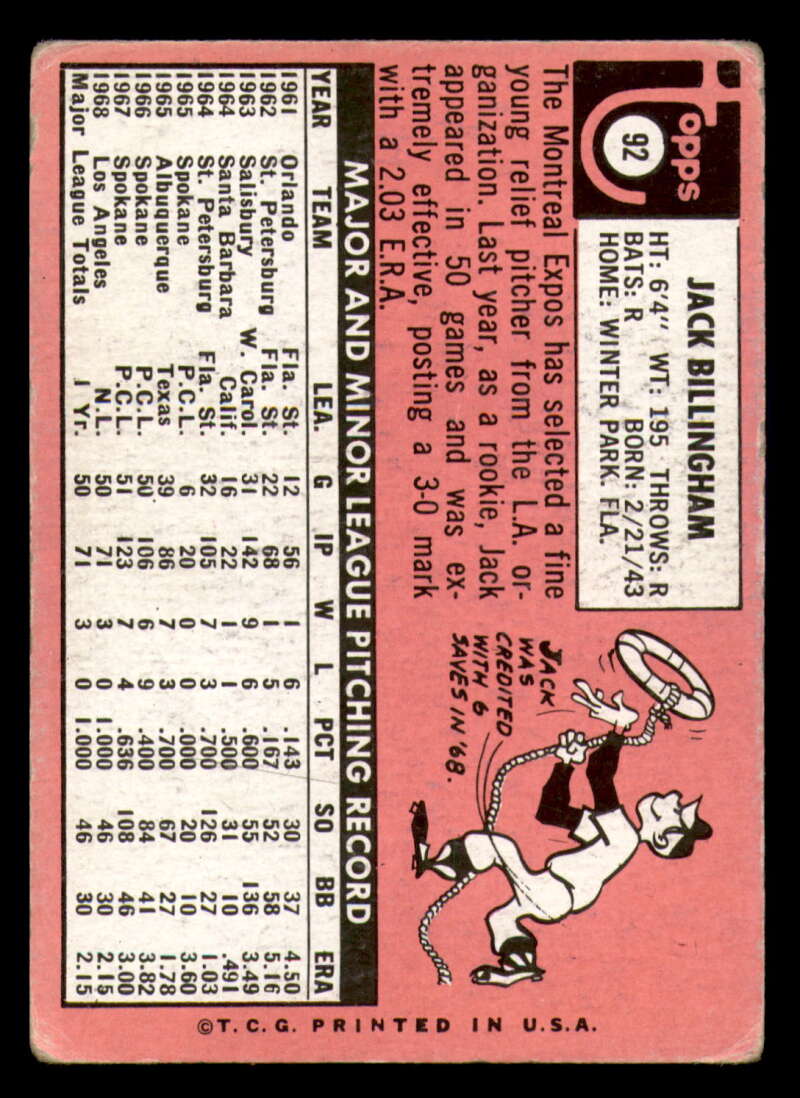 Topps
92
JACK BILLINGHAM
HT: 6'4" WT: 195 THROWS: R
BATS: R BORN: 2/21/43
HOME: WINTER PARK, FLA.
The Montreal Expos has selected a fine
young relief pitcher from the L.A. or-
ganization. Last year, as a rookie, Jack
appeared in 50 games and was ex-
tremely effective, posting a 3-0 mark
with a 2.03 E.R.A.
JACK
WAS
CREDITED
WITH 6
SAVES IN '68.
MAJOR AND MINOR LEAGUE PITCHING RECORD
YEAR TEAM LEA. G IP W L PCT SO BB ERA
1961 Orlando Fla. St. 12 56 1 6 .143 30 37 4.50
1962 St. Petersburg Fla. St. 22 68 1 5 .167 52 58 5.16
1963 Salisbury W. Carol. 31 142 9 6 .600 55 136 3.49
1964 Santa Barbara Calif. 16 22 1 1 .500 31 10 .491
1964 St. Petersburg Fla. St. 32 105 7 3 .700 126 27 1.03
1965 Spokane P.C.L. 6 20 0 0 .000 20 10 3.60
1965 Albuquerque Texas 39 86 7 3 .700 67 27 1.78
1966 Spokane P.C.L. 50 106 6 9 .400 84 41 3.82
1967 Spokane P.C.L. 51 123 7 4 .636 108 46 3.00
1968 Los Angeles N.L. 50 71 3 0 1.000 46 30 2.15
Major League Totals 1 Yr. 50 71 3 0 1.000 46 30 2.15
©T.C.G. PRINTED IN U.S.A.